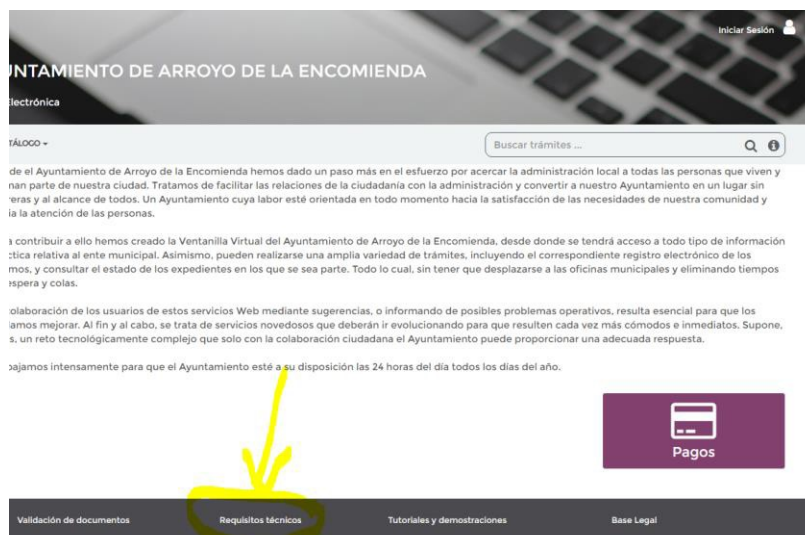 Iniciar Sesión
UNTAMIENTO DE ARROYO DE LA ENCOMIENDA
Electrónica
TÁLOGO
Buscar trámites ...
de el Ayuntamiento de Arroyo de la Encomienda hemos dado un paso más en el esfuerzo por acercar la administración local a todas las personas que viven y
man parte de nuestra ciudad. Tratamos de facilitar las relaciones de la ciudadanía con la administración y convertir a nuestro Ayuntamiento en un lugar sin
reras y al alcance de todos. Un Ayuntamiento cuya labor esté orientada en todo momento hacia la satisfacción de las necesidades de nuestra comunidad y
ia la atención de las personas.
a contribuir a ello hemos creado la Ventanilla Virtual del Ayuntamiento de Arroyo de la Encomienda, desde donde se tendrá acceso a todo tipo de información
ctica relativa al ente municipal. Asimismo, pueden realizarse una amplia variedad de trámites, incluyendo el correspondiente registro electrónico de los
mos, y consultar el estado de los expedientes en los que se sea parte. Todo lo cual, sin tener que desplazarse a las oficinas municipales y eliminando tiempos
espera y colas.
olaboración de los usuarios de estos servicios Web mediante sugerencias, o informando de posibles problemas operativos, resulta esencial para que los
amos mejorar. Al fin y al cabo, se trata de servicios novedosos que deberán ir evolucionando para que resulten cada vez más cómodos e inmediatos. Supone,
s, un reto tecnológicamente complejo que solo con la colaboración ciudadana el Ayuntamiento puede proporcionar una adecuada respuesta.
bajamos intensamente para que el Ayuntamiento esté a su disposición las 24 horas del día todos los días del año.
Pagos
Validación de documentos
Requisitos técnicos
Tutoriales y demostraciones
Base Legal